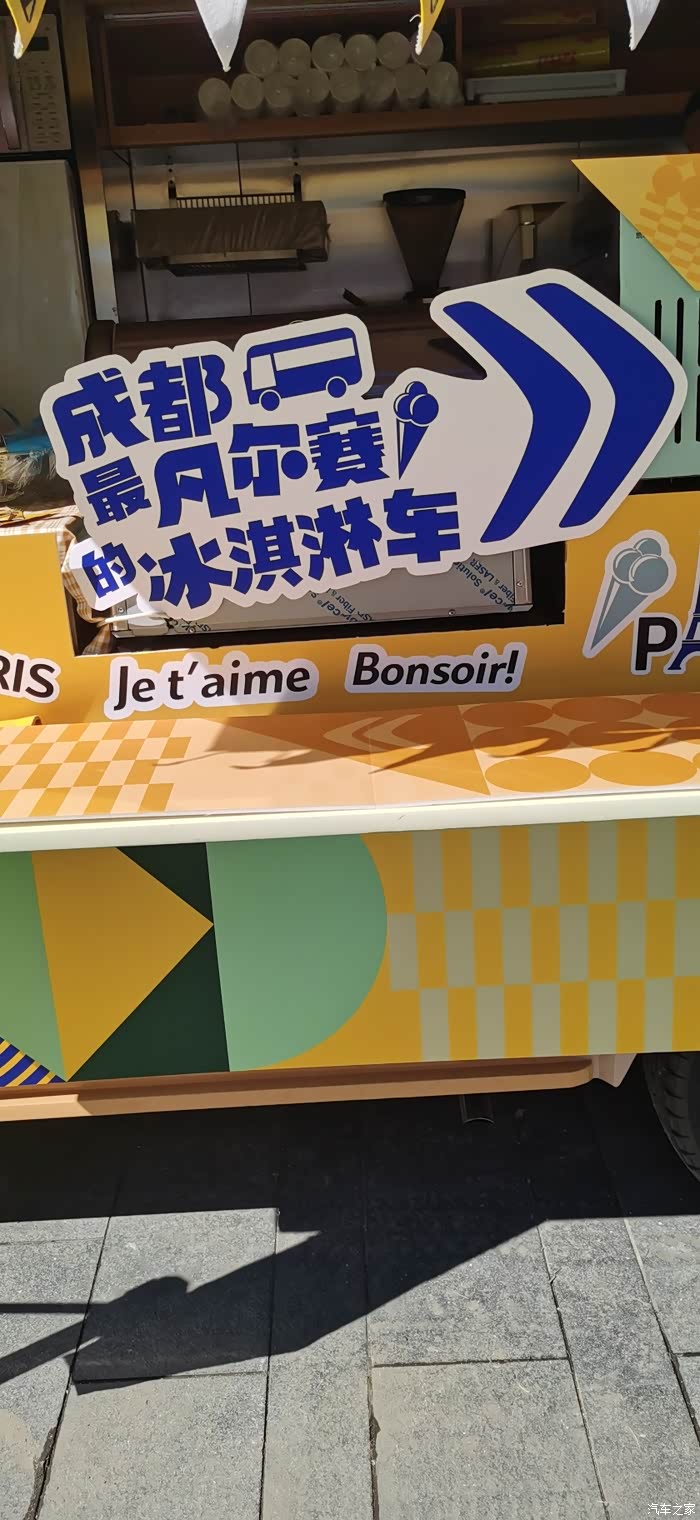 成都
最凡尔赛
的冰淇淋车
RIS
Je t'aime
Bonsoir!
PA
汽车之家